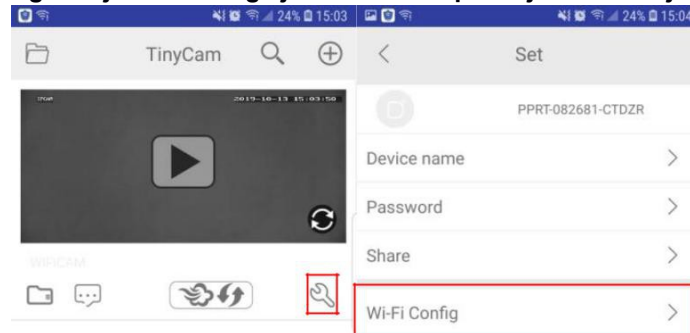 24% 15:03
TinyCam
2019-10-13 15:03:50
WIFICAM
24% 15:04
Set
PPRT-082681-CTDZR
Device name
Password
Share
Wi-Fi Config